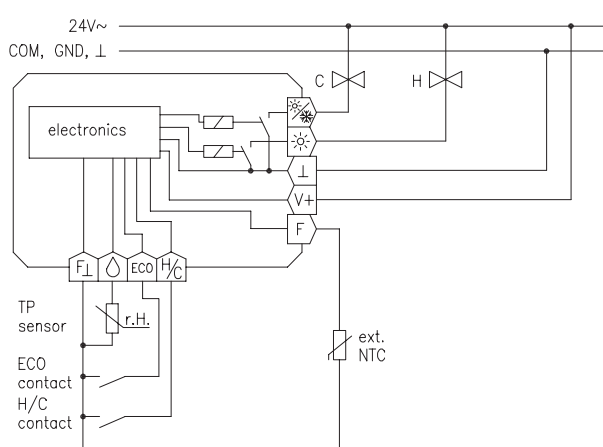 24V~
COM, GND, ⊥
C
H
electronics
⊥
V+
F
F⊥
ECO
H/C
TP
sensor
r.H.
ext.
NTC
ECO
contact
H/C
contact